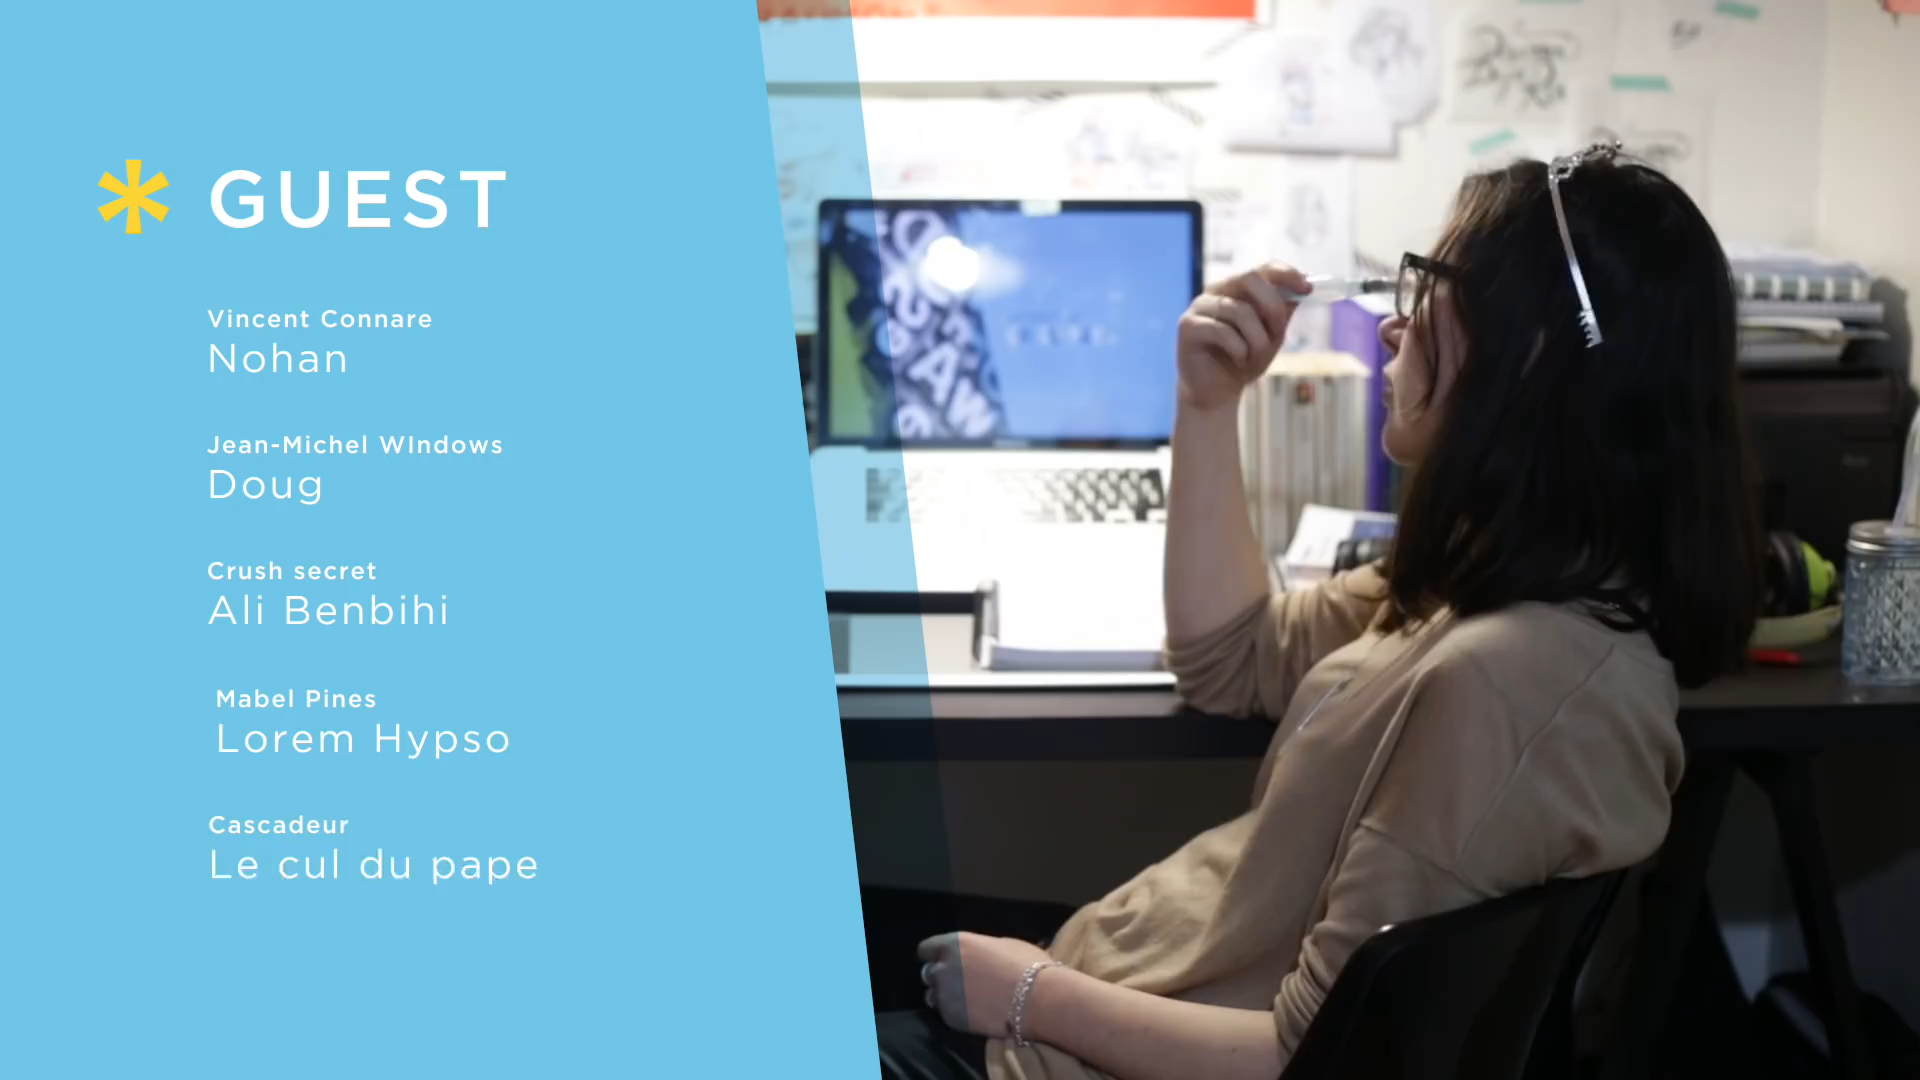 GUEST
Vincent Connare
Nohan
Jean-Michel WIndows
Doug
Crush secret
Ali Benbihi
Mabel Pines
Lorem Hypso
Cascadeur
Le cul du pape